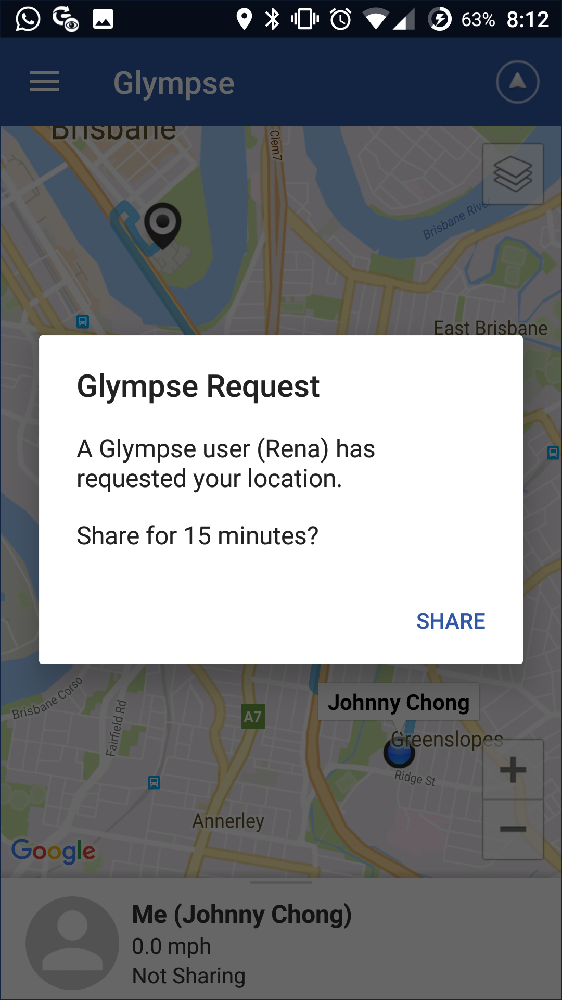 63% 8:12
Glympse
Brisbane
Clem7
Brisbane River
East Brisbane
Glympse Request
A Glympse user (Rena) has
requested your location.
Share for 15 minutes?
SHARE
Brisbane Corso
Fairfield Rd
A7
Johnny Chong
Greenslopes
Ridge St
Annerley
Google
Me (Johnny Chong)
0.0 mph
Not Sharing